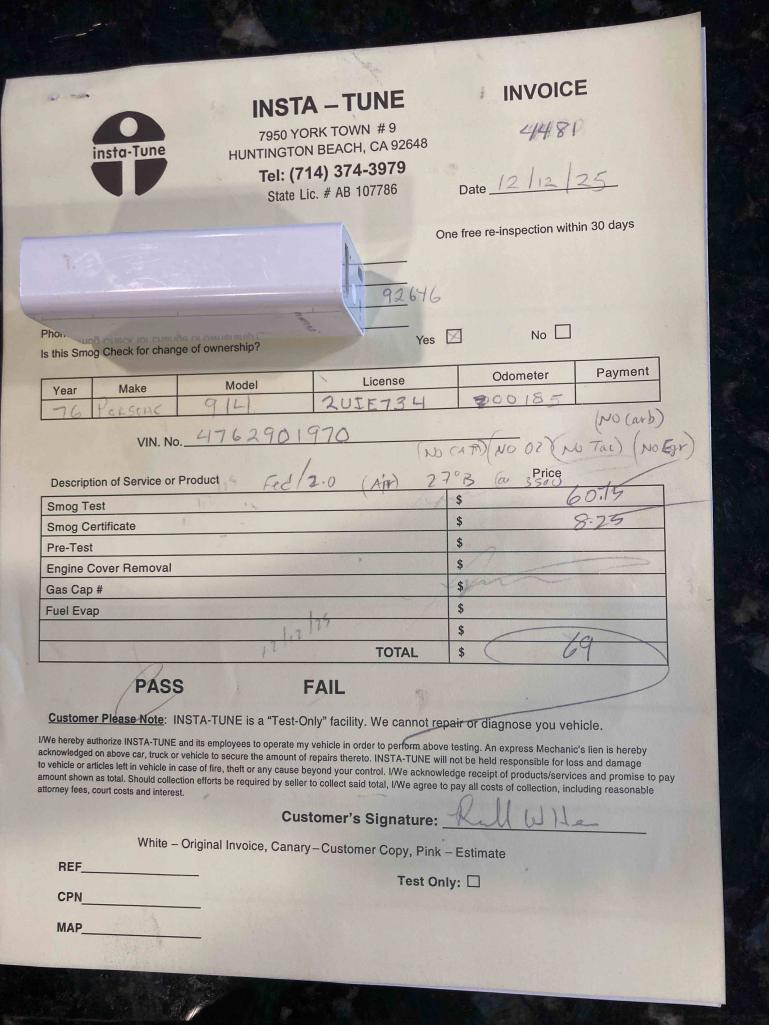 INSTA – TUNE
INVOICE
insta-Tune
7950 YORK TOWN # 9
HUNTINGTON BEACH, CA 92648
4481
Tel: (714) 374-3979
State Lic. # AB 107786
Date 12/12/25
One free re-inspection within 30 days
92646
Phon
Is this Smog Check for change of ownership? Yes ☒ No ☐
Year Make Model License Odometer Payment
76 914 2UIE734 200185
(No Carb)
VIN. No. 4762901970
(NO CAT) (NO O2) (No Tac) (No Egr)
Description of Service or Product Fed/2.0 (Air) 27°B @ 3500 Price
Smog Test $ 60.75
Smog Certificate $ 8.25
Pre-Test $
Engine Cover Removal $
Gas Cap # $
Fuel Evap $
$
12/12/25
TOTAL $ 69
PASS FAIL
Customer Please Note: INSTA-TUNE is a "Test-Only" facility. We cannot repair or diagnose you vehicle.
I/We hereby authorize INSTA-TUNE and its employees to operate my vehicle in order to perform above testing. An express Mechanic's lien is hereby
acknowledged on above car, truck or vehicle to secure the amount of repairs thereto. INSTA-TUNE will not be held responsible for loss and damage
to vehicle or articles left in vehicle in case of fire, theft or any cause beyond your control. I/We acknowledge receipt of products/services and promise to pay
amount shown as total. Should collection efforts be required by seller to collect said total, I/We agree to pay all costs of collection, including reasonable
attorney fees, court costs and interest.
Customer's Signature:
White – Original Invoice, Canary – Customer Copy, Pink – Estimate
REF
Test Only: ☐
CPN
MAP